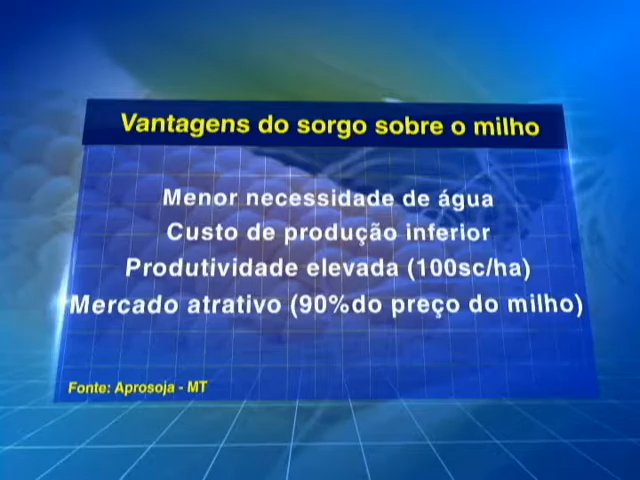 Vantagens do sorgo sobre o milho
Menor necessidade de água
Custo de produção inferior
Produtividade elevada (100sc/ha)
Mercado atrativo (90%do preço do milho)
Fonte: Aprosoja - MT